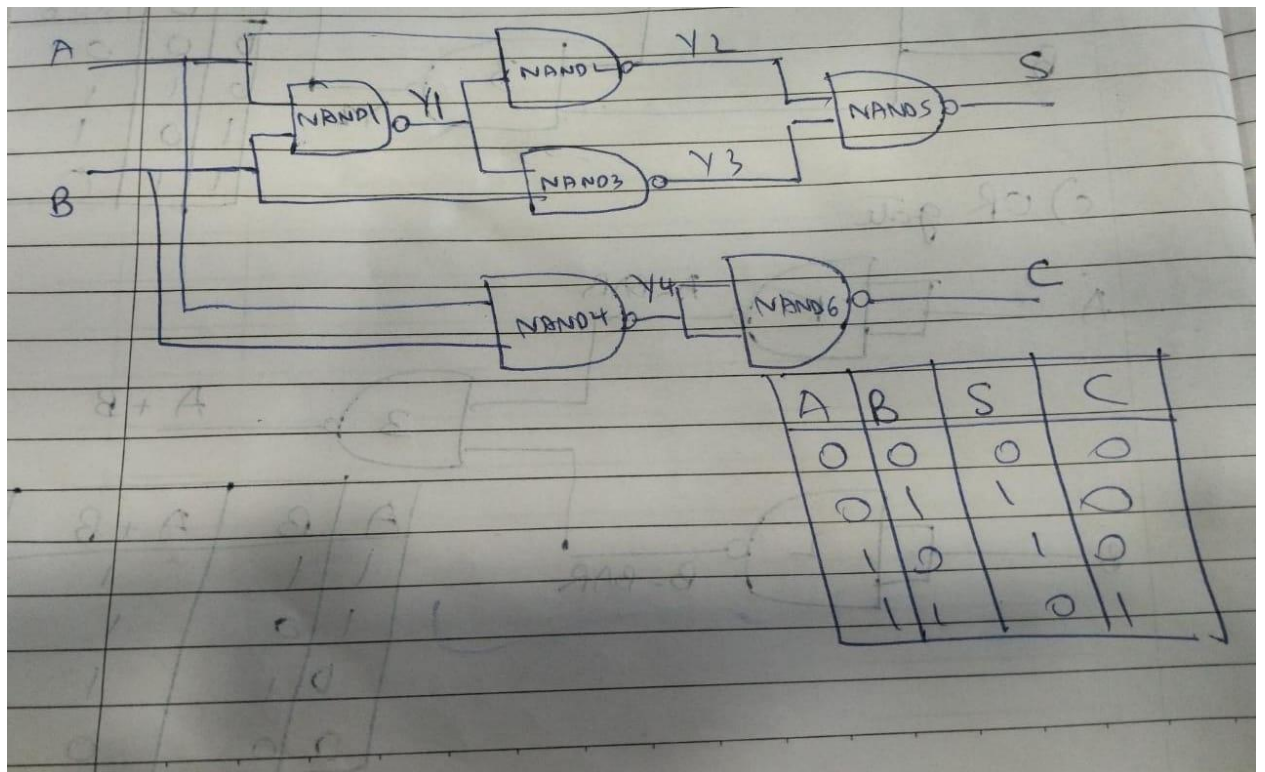 A
B
NAND1
Y1
NAND2
Y2
NAND3
Y3
NAND5
S
NAND4
Y4
NAND6
C
A B S C
0 0 0 0
0 1 1 0
1 0 1 0
1 1 0 1